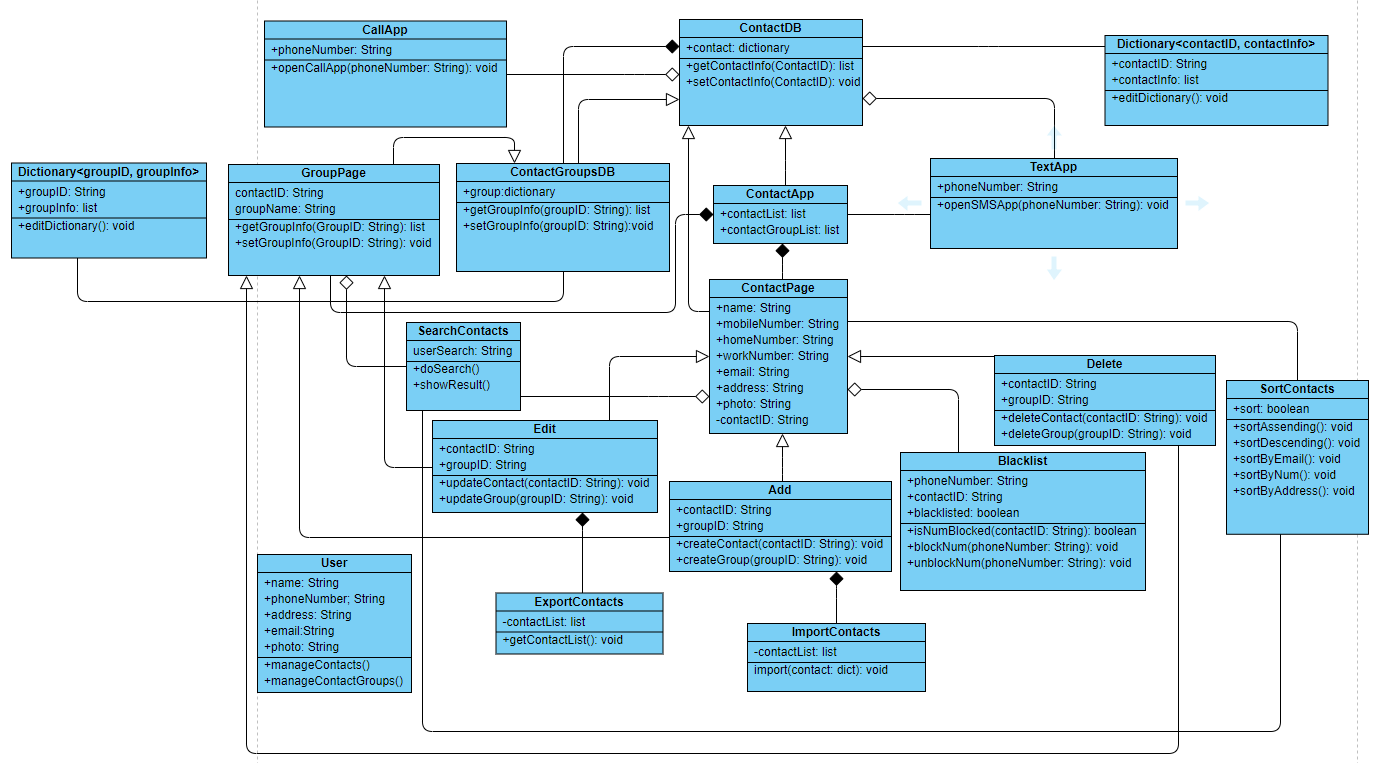 CallApp
+phoneNumber: String
+openCallApp(phoneNumber: String): void
ContactDB
+contact: dictionary
+getContactInfo(ContactID): list
+setContactInfo(ContactID): void
Dictionary<contactID, contactInfo>
+contactID: String
+contactInfo: list
+editDictionary(): void
Dictionary<groupID, groupInfo>
+groupID: String
+groupInfo: list
+editDictionary(): void
GroupPage
contactID: String
groupName: String
+getGroupInfo(GroupID: String): list
+setGroupInfo(GroupID: String): void
ContactGroupsDB
+group:dictionary
+getGroupInfo(groupID: String): list
+setGroupInfo(groupID: String):void
ContactApp
+contactList: list
+contactGroupList: list
TextApp
+phoneNumber: String
+openSMSApp(phoneNumber: String): void
ContactPage
+name: String
+mobileNumber: String
+homeNumber: String
+workNumber: String
+email: String
+address: String
+photo: String
-contactID: String
SearchContacts
userSearch: String
+doSearch()
+showResult()
Delete
+contactID: String
+groupID: String
+deleteContact(contactID: String): void
+deleteGroup(groupID: String): void
SortContacts
+sort: boolean
+sortAssending(): void
+sortDescending(): void
+sortByEmail(): void
+sortByNum(): void
+sortByAddress(): void
Edit
+contactID: String
+groupID: String
+updateContact(contactID: String): void
+updateGroup(groupID: String): void
Blacklist
+phoneNumber: String
+contactID: String
+blacklisted: boolean
+isNumBlocked(contactID: String): boolean
+blockNum(phoneNumber: String): void
+unblockNum(phoneNumber: String): void
Add
+contactID: String
+groupID: String
+createContact(contactID: String): void
+createGroup(groupID: String): void
User
+name: String
+phoneNumber; String
+address: String
+email:String
+photo: String
+manageContacts()
+manageContactGroups()
ExportContacts
-contactList: list
+getContactList(): void
ImportContacts
-contactList: list
import(contact: dict): void